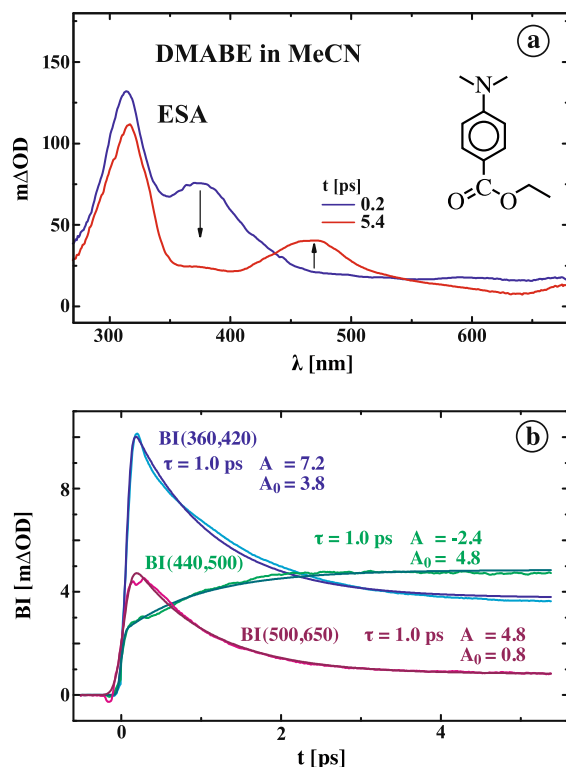 a
DMABE in MeCN
ESA
t [ps]
0.2
5.4
N
O
O
150
100
50
0
m∆OD
300
400
500
600
λ [nm]
b
BI(360,420)
τ = 1.0 ps A = 7.2
A₀ = 3.8
τ = 1.0 ps A = -2.4
A₀ = 4.8
BI(440,500)
BI(500,650) τ = 1.0 ps A = 4.8
A₀ = 0.8
8
4
0
BI [m∆OD]
0
2
4
t [ps]